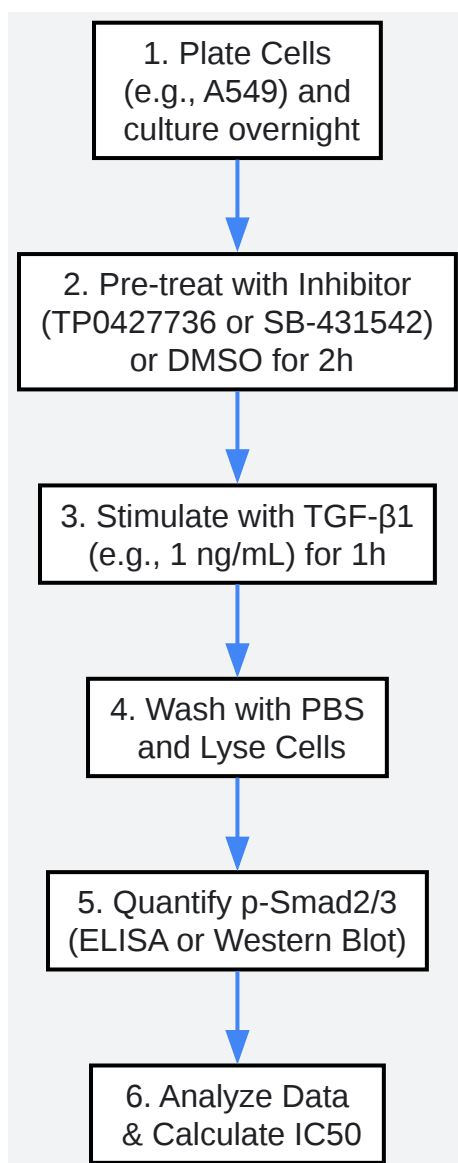 1. Plate Cells
(e.g., A549) and
culture overnight
2. Pre-treat with Inhibitor
(TP0427736 or SB-431542)
or DMSO for 2h
3. Stimulate with TGF-β1
(e.g., 1 ng/mL) for 1h
4. Wash with PBS
and Lyse Cells
5. Quantify p-Smad2/3
(ELISA or Western Blot)
6. Analyze Data
& Calculate IC50